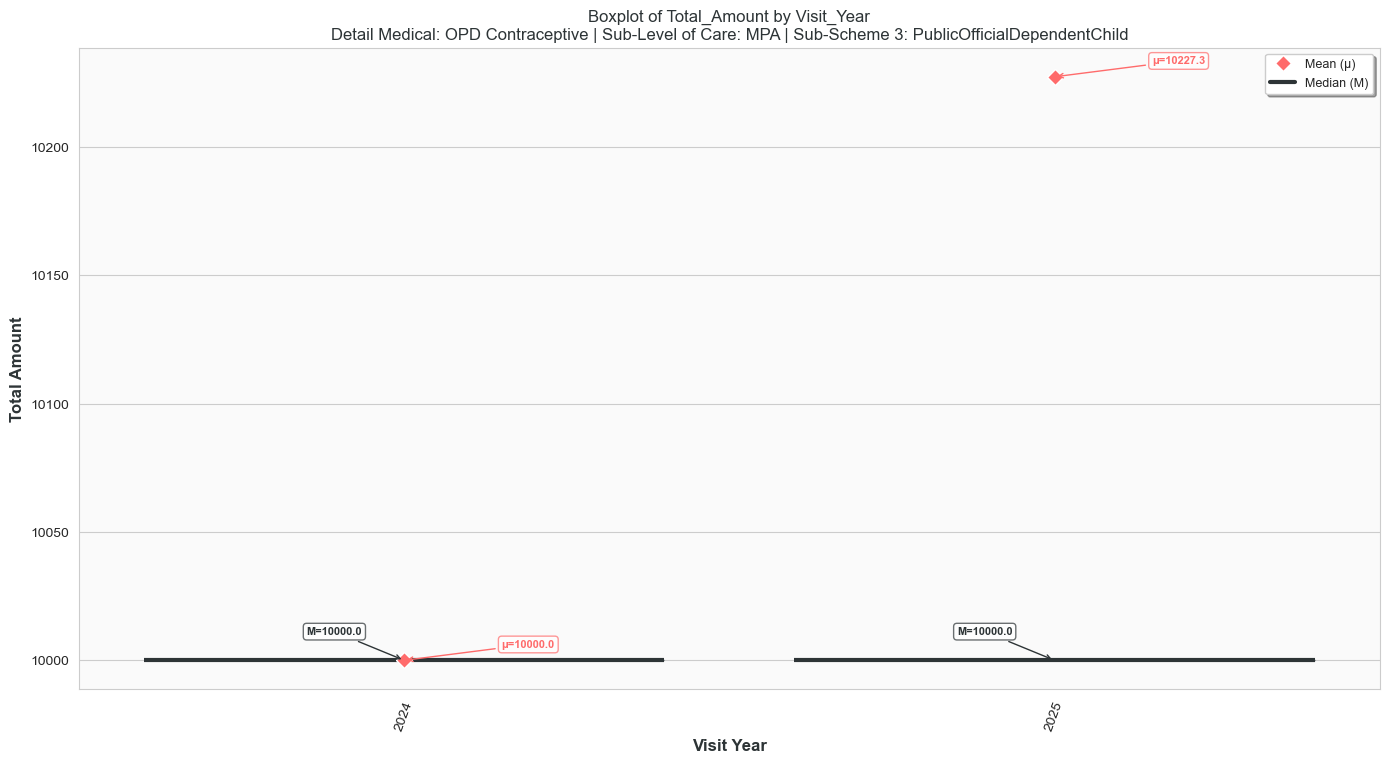 Boxplot of Total_Amount by Visit_Year
Detail Medical: OPD Contraceptive | Sub-Level of Care: MPA | Sub-Scheme 3: PublicOfficialDependentChild
μ=10227.3
Mean (μ)
Median (M)
10200
10150
10100
10050
10000
Total Amount
M=10000.0
μ=10000.0
M=10000.0
2024
2025
Visit Year